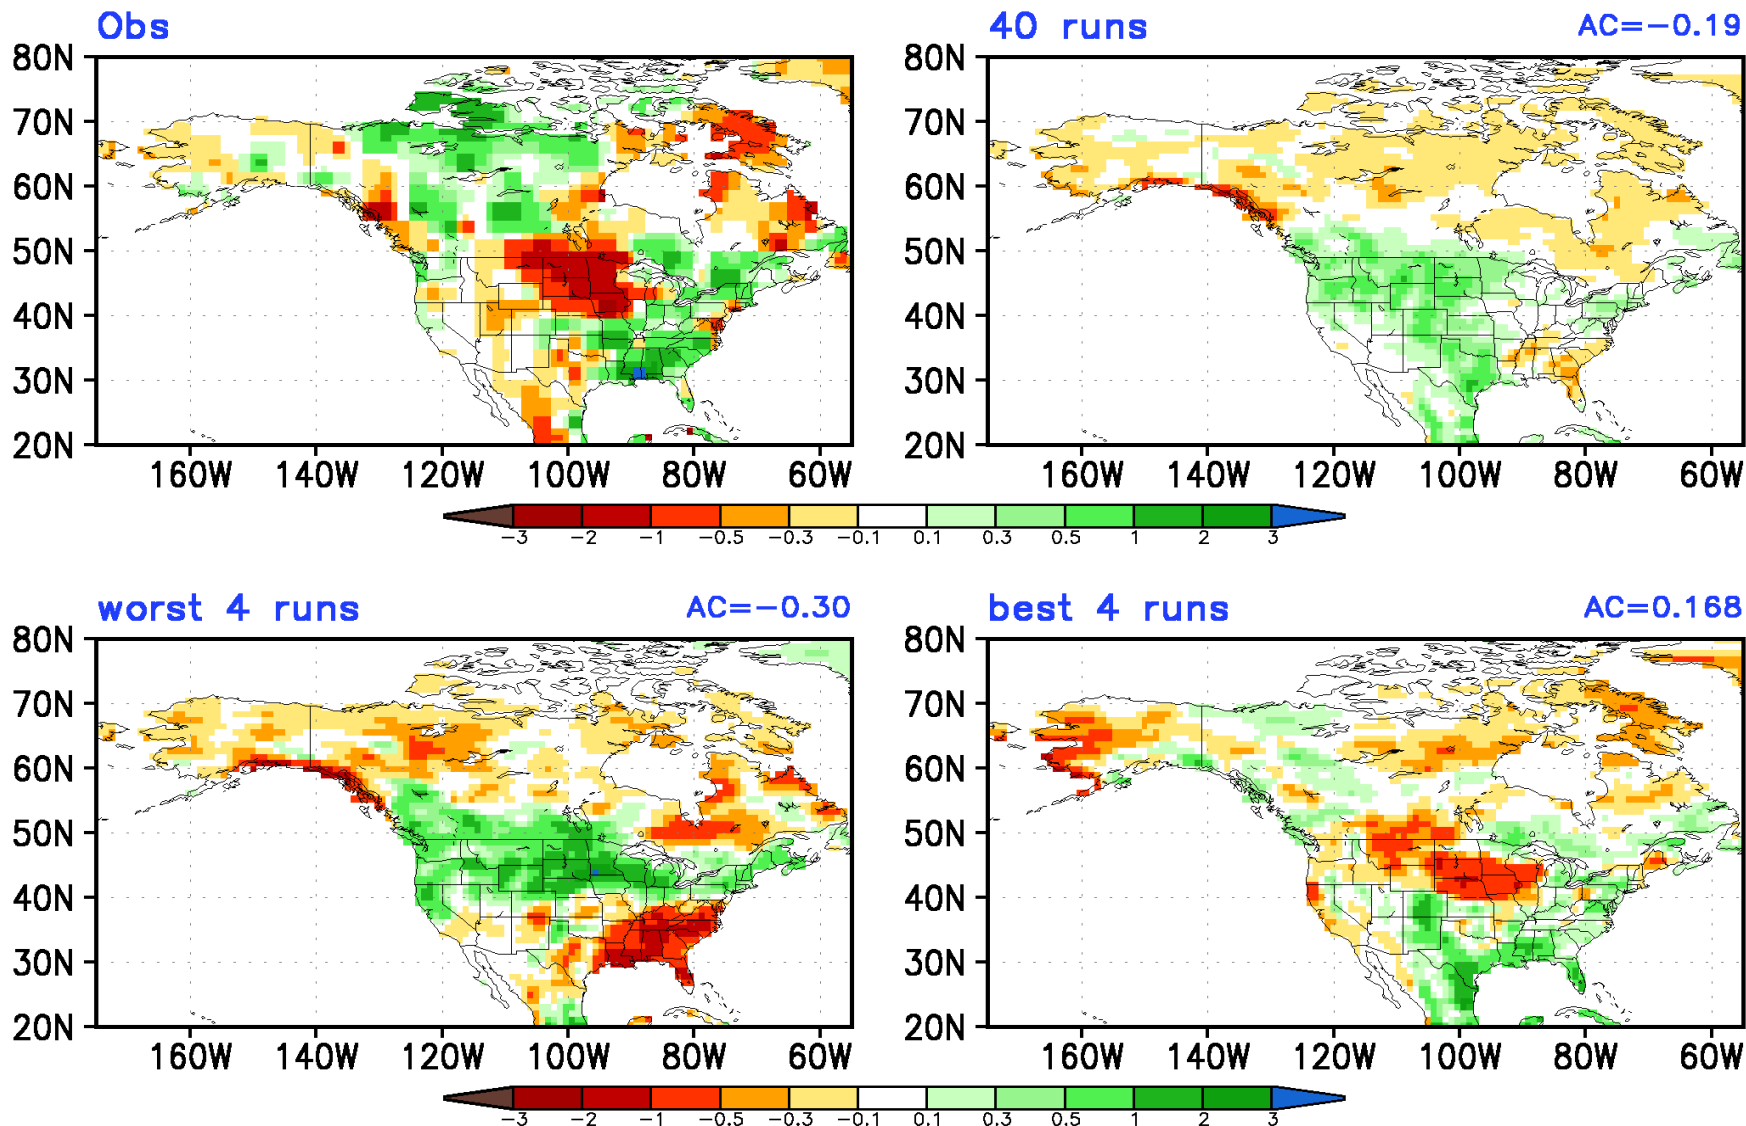 Obs
40 runs AC=−0.19
80N
70N
60N
50N
40N
30N
20N
160W 140W 120W 100W 80W 60W
80N
70N
60N
50N
40N
30N
20N
160W 140W 120W 100W 80W 60W
−3 −2 −1 −0.5 −0.3 −0.1 0.1 0.3 0.5 1 2 3
worst 4 runs AC=−0.30
best 4 runs AC=0.168
80N
70N
60N
50N
40N
30N
20N
160W 140W 120W 100W 80W 60W
80N
70N
60N
50N
40N
30N
20N
160W 140W 120W 100W 80W 60W
−3 −2 −1 −0.5 −0.3 −0.1 0.1 0.3 0.5 1 2 3